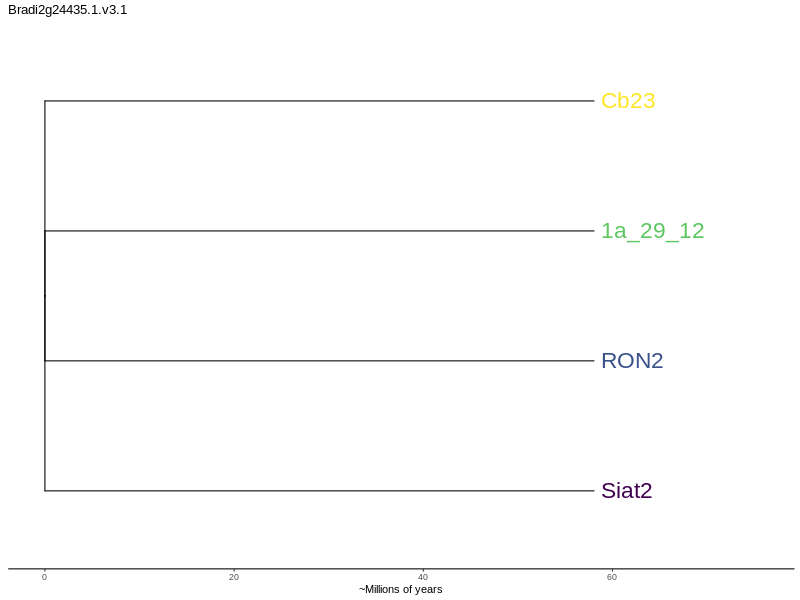 Bradi2g24435.1.v3.1
Cb23
1a_29_12
RON2
Siat2
0 20 40 60
~Millions of years